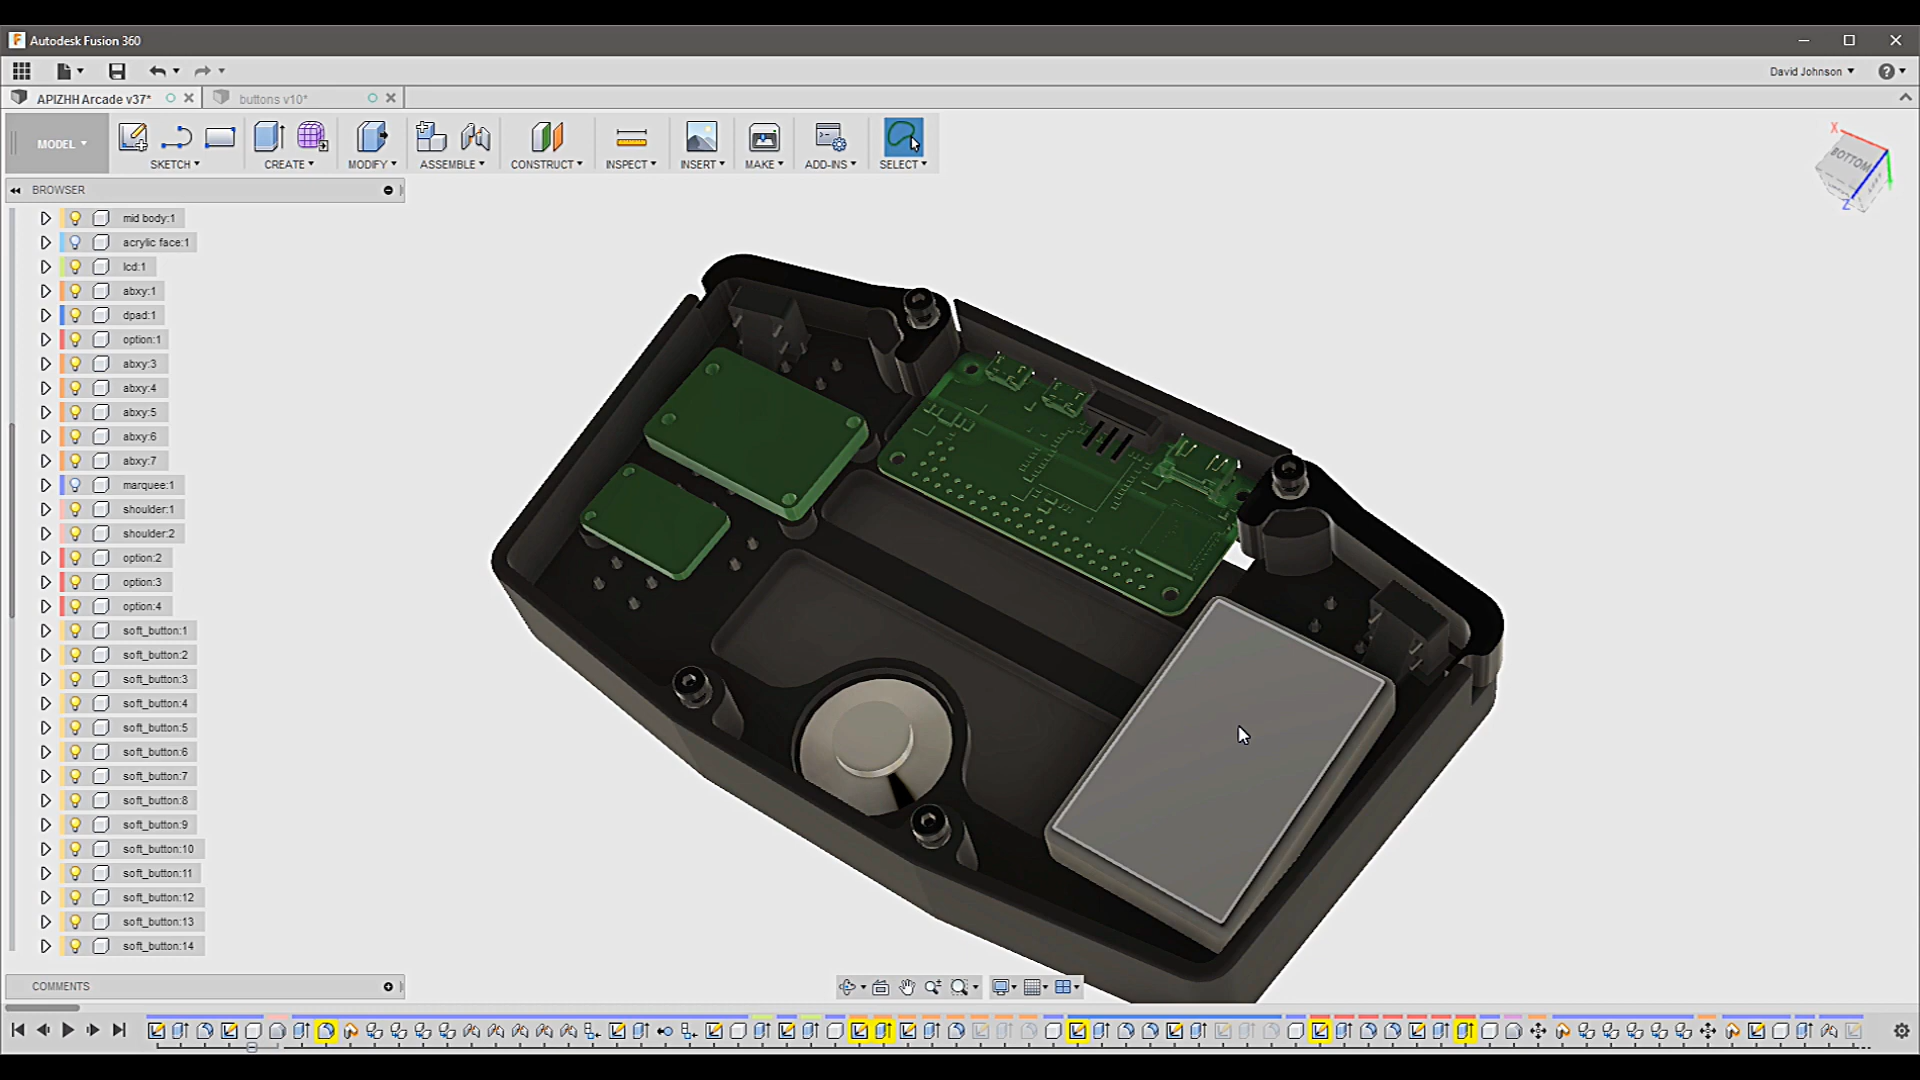 Autodesk Fusion 360
David Johnson
APIZHH Arcade v37*
buttons v10*
MODEL
SKETCH
CREATE
MODIFY
ASSEMBLE
CONSTRUCT
INSPECT
INSERT
MAKE
ADD-INS
SELECT
X
BOTTOM
Z
BROWSER
mid body:1
acrylic face:1
lcd:1
abxy:1
dpad:1
option:1
abxy:3
abxy:4
abxy:5
abxy:6
abxy:7
marquee:1
shoulder:1
shoulder:2
option:2
option:3
option:4
soft_button:1
soft_button:2
soft_button:3
soft_button:4
soft_button:5
soft_button:6
soft_button:7
soft_button:8
soft_button:9
soft_button:10
soft_button:11
soft_button:12
soft_button:13
soft_button:14
COMMENTS